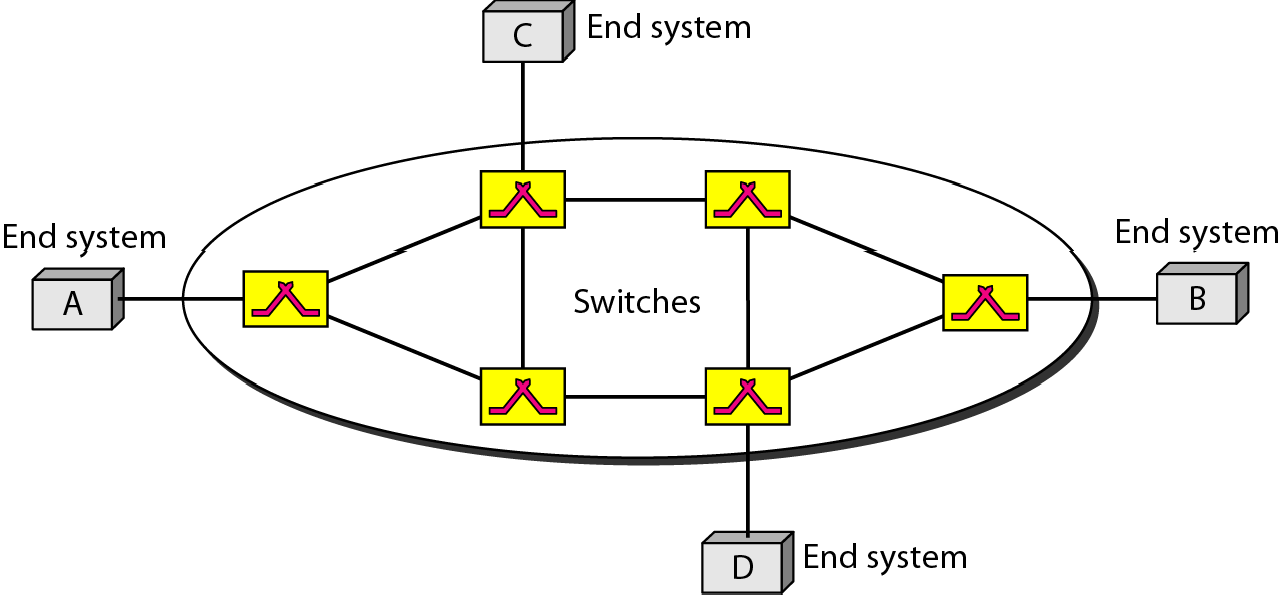 C
End system
End system
A
Switches
End system
B
D
End system